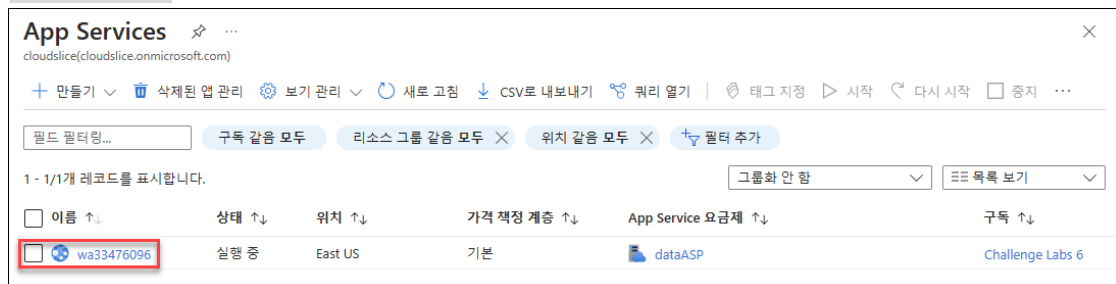 App Services ...
cloudslice(cloudslice.onmicrosoft.com)
만들기 삭제된 앱 관리 보기 관리 새로 고침 CSV로 내보내기 쿼리 열기 태그 지정 시작 다시 시작 중지 ...
필드 필터링... 구독 같음 모두 리소스 그룹 같음 모두 위치 같음 모두 필터 추가
1 - 1/1개 레코드를 표시합니다. 그룹화 안 함 목록 보기
이름 ↑↓ 상태 ↑↓ 위치 ↑↓ 가격 책정 계층 ↑↓ App Service 요금제 ↑↓ 구독 ↑↓
wa33476096 실행 중 East US 기본 dataASP Challenge Labs 6